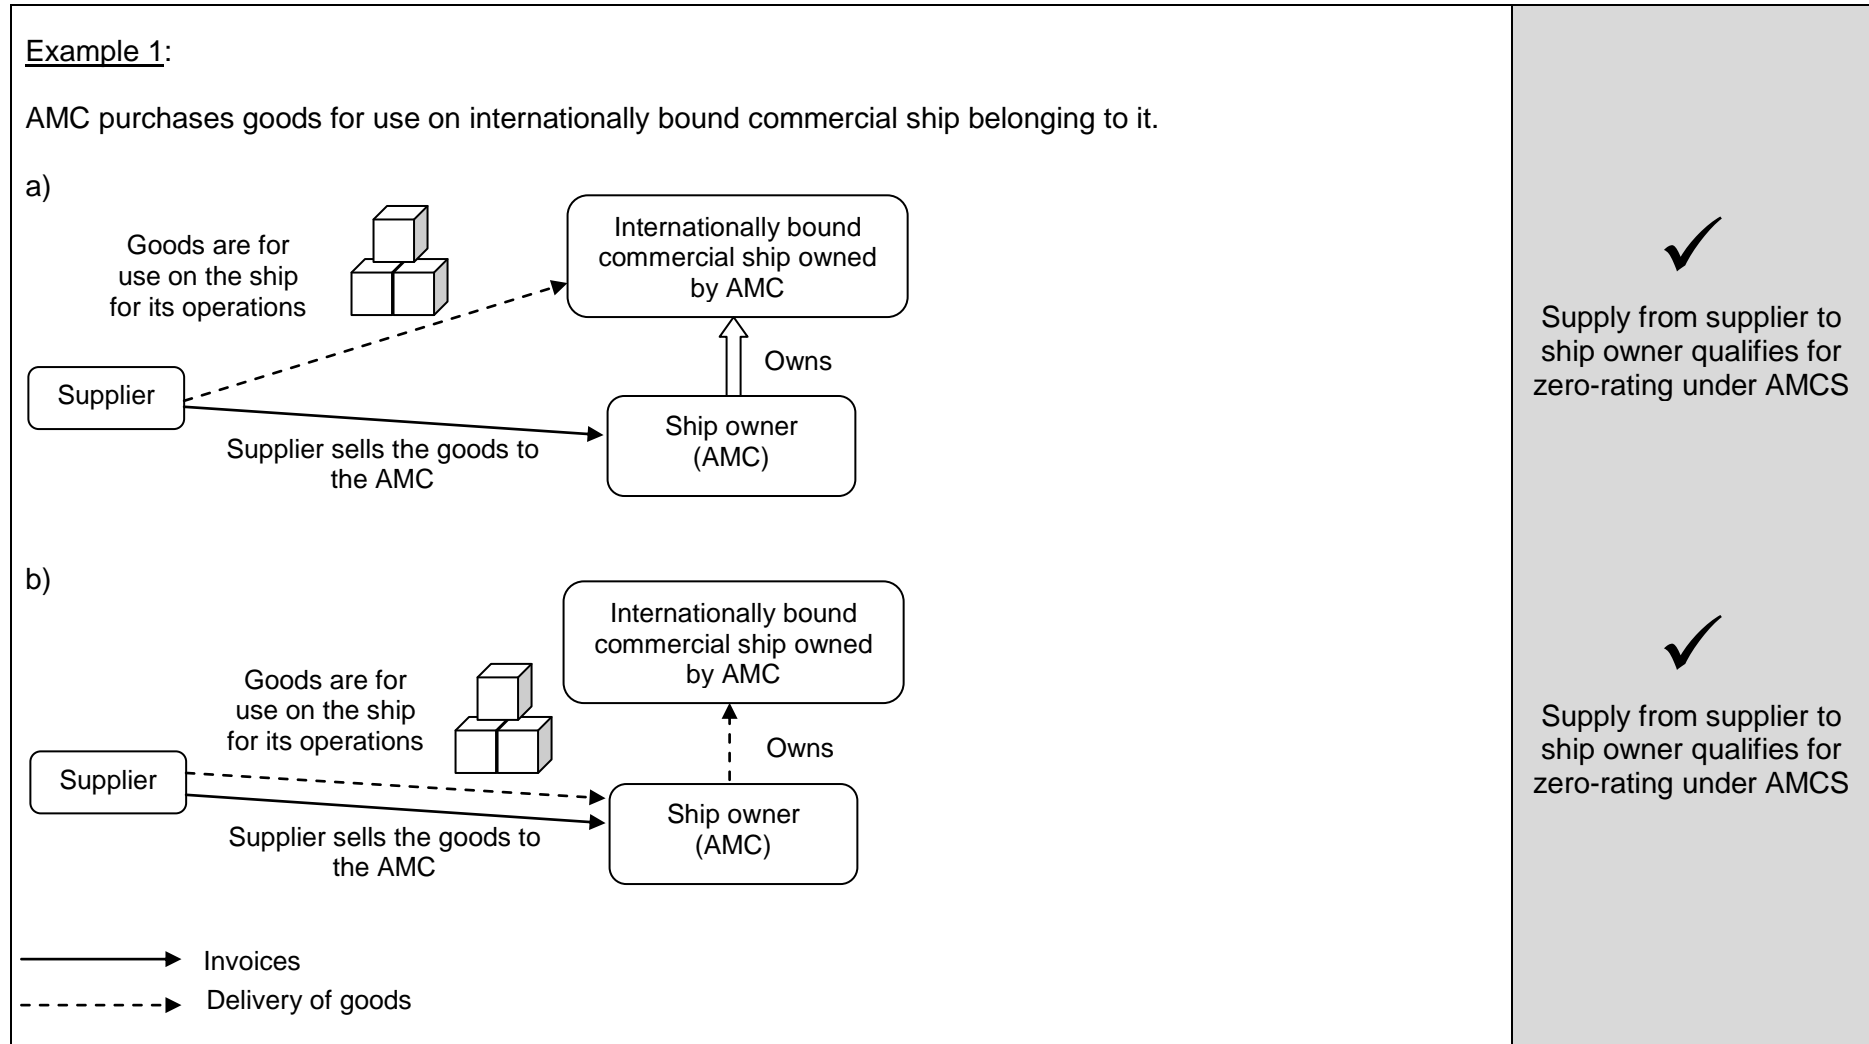 Example 1:
AMC purchases goods for use on internationally bound commercial ship belonging to it.
a)
Goods are for
use on the ship
for its operations
Internationally bound
commercial ship owned
by AMC
Owns
Supplier
Ship owner
(AMC)
Supplier sells the goods to
the AMC
✓
Supply from supplier to
ship owner qualifies for
zero-rating under AMCS
b)
Internationally bound
commercial ship owned
by AMC
Goods are for
use on the ship
for its operations
Owns
Supplier
Ship owner
(AMC)
Supplier sells the goods to
the AMC
✓
Supply from supplier to
ship owner qualifies for
zero-rating under AMCS
Invoices
Delivery of goods